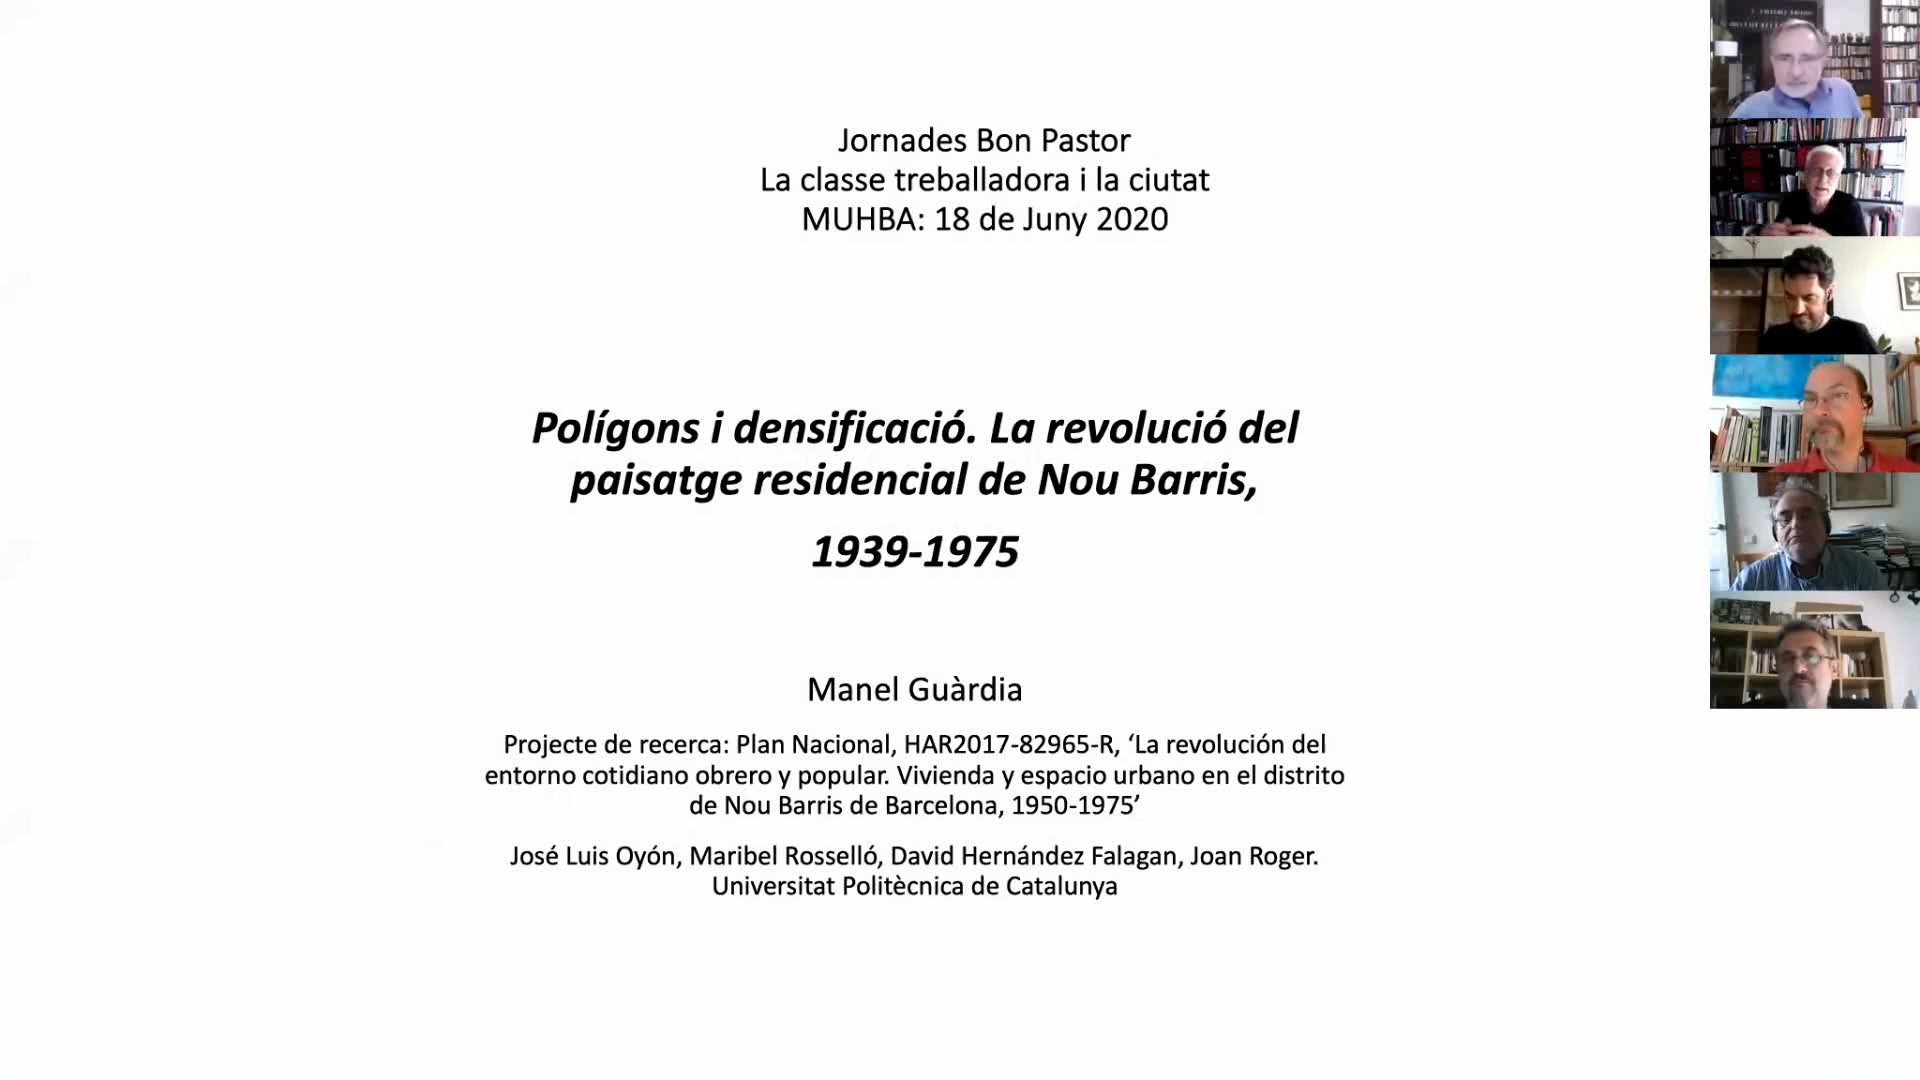 Jornades Bon Pastor
La classe treballadora i la ciutat
MUHBA: 18 de Juny 2020
Polígons i densificació. La revolució del
paisatge residencial de Nou Barris,
1939-1975
Manel Guàrdia
Projecte de recerca: Plan Nacional, HAR2017-82965-R, ‘La revolución del
entorno cotidiano obrero y popular. Vivienda y espacio urbano en el distrito
de Nou Barris de Barcelona, 1950-1975’
José Luis Oyón, Maribel Rosselló, David Hernández Falagan, Joan Roger.
Universitat Politècnica de Catalunya